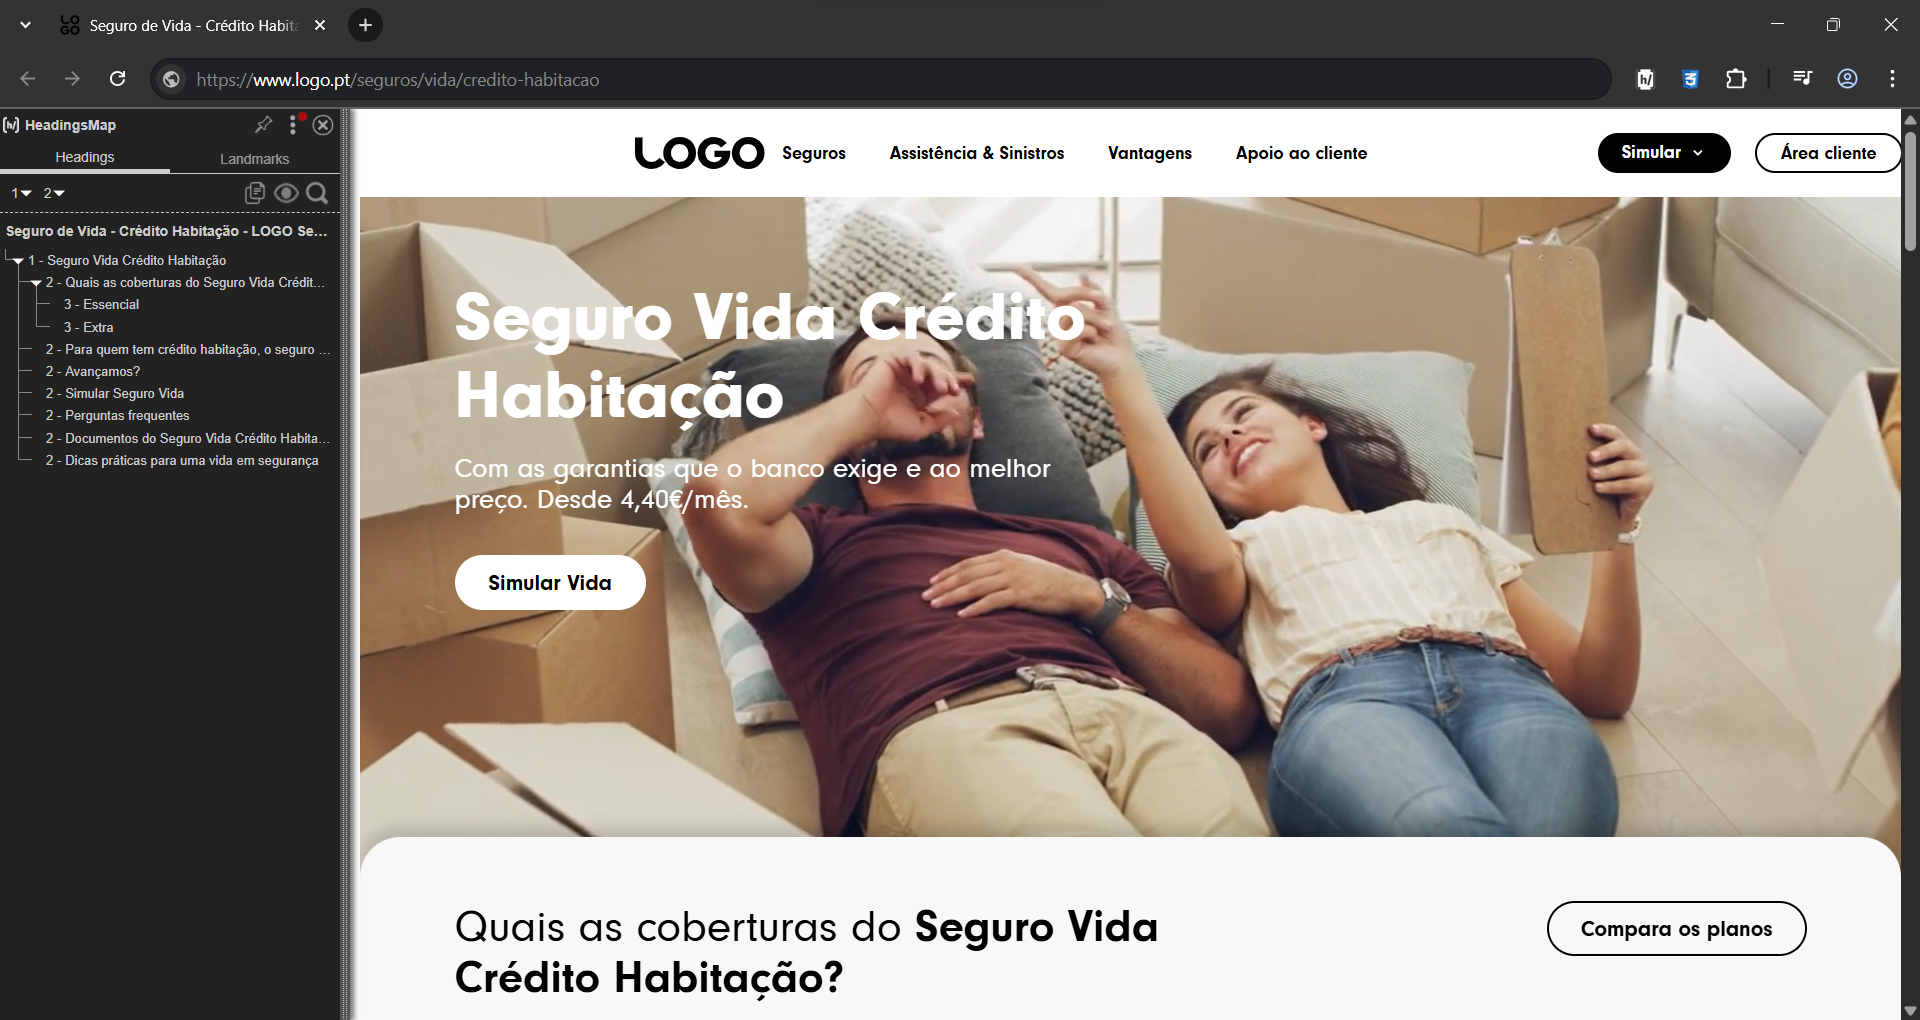 Seguro de Vida - Crédito Habita
https://www.logo.pt/seguros/vida/credito-habitacao
HeadingsMap
Headings
Landmarks
1 2
Seguro de Vida - Crédito Habitação - LOGO Se...
1 - Seguro Vida Crédito Habitação
2 - Quais as coberturas do Seguro Vida Crédit...
3 - Essencial
3 - Extra
2 - Para quem tem crédito habitação, o seguro ...
2 - Avançamos?
2 - Simular Seguro Vida
2 - Perguntas frequentes
2 - Documentos do Seguro Vida Crédito Habita...
2 - Dicas práticas para uma vida em segurança
LOGO
Seguros
Assistência & Sinistros
Vantagens
Apoio ao cliente
Simular
Área cliente
Seguro Vida Crédito
Habitação
Com as garantias que o banco exige e ao melhor
preço. Desde 4,40€/mês.
Simular Vida
Quais as coberturas do Seguro Vida
Crédito Habitação?
Compara os planos